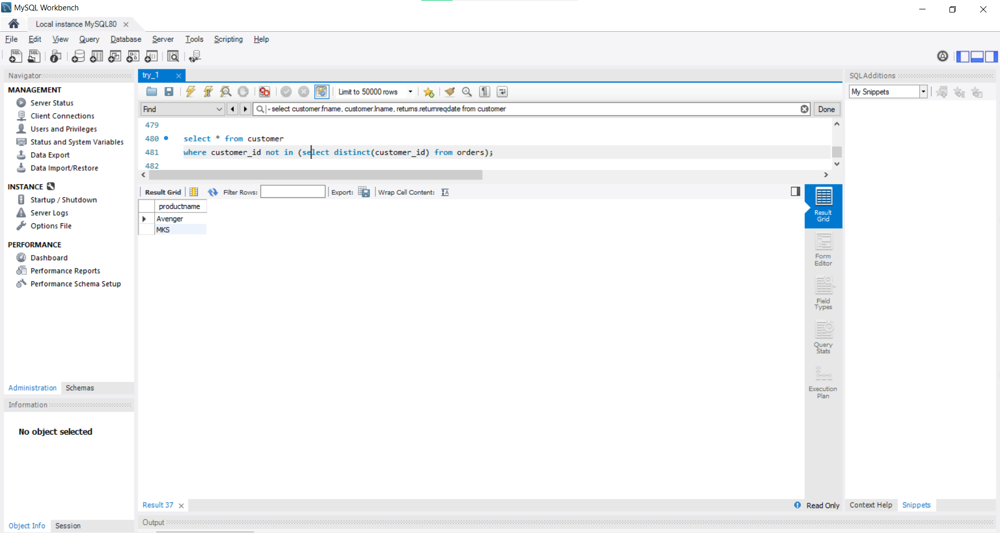 MySQL Workbench
Local instance MySQL80
File Edit View Query Database Server Tools Scripting Help
Navigator
MANAGEMENT
Server Status
Client Connections
Users and Privileges
Status and System Variables
Data Export
Data Import/Restore
INSTANCE
Startup / Shutdown
Server Logs
Options File
PERFORMANCE
Dashboard
Performance Reports
Performance Schema Setup
Administration Schemas
Information
No object selected
Object Info Session
try_1
Limit to 50000 rows
Find
select customer.fname, customer.lname, returns.returnreqdate from customer
Done
479
480 select * from customer
481 where customer_id not in (select distinct(customer_id) from orders);
482
Result Grid Filter Rows: Export: Wrap Cell Content:
productname
Avenger
MKS
Result Grid
Form Editor
Field Types
Query Stats
Execution Plan
Result 37
Read Only
Output
SQLAdditions
My Snippets
Context Help Snippets